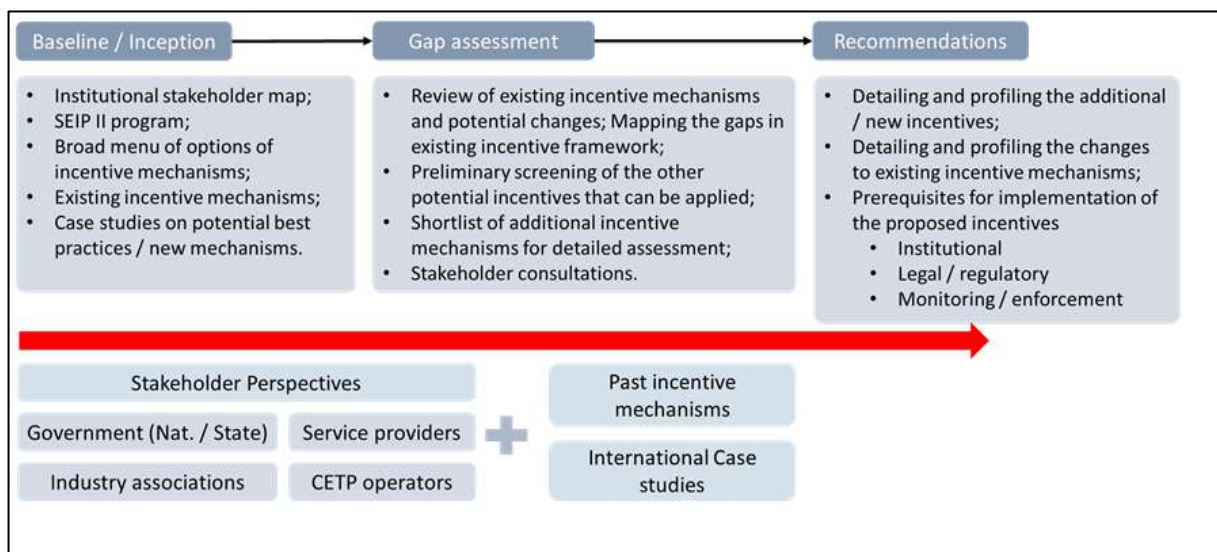 Baseline / Inception
Gap assessment
Recommendations
• Institutional stakeholder map;
• SEIP II program;
• Broad menu of options of
incentive mechanisms;
• Existing incentive mechanisms;
• Case studies on potential best
practices / new mechanisms.
• Review of existing incentive mechanisms
and potential changes; Mapping the gaps in
existing incentive framework;
• Preliminary screening of the other
potential incentives that can be applied;
• Shortlist of additional incentive
mechanisms for detailed assessment;
• Stakeholder consultations.
• Detailing and profiling the additional
/ new incentives;
• Detailing and profiling the changes
to existing incentive mechanisms;
• Prerequisites for implementation of
the proposed incentives
• Institutional
• Legal / regulatory
• Monitoring / enforcement
Stakeholder Perspectives
Government (Nat. / State)
Service providers
Industry associations
CETP operators
Past incentive
mechanisms
International Case
studies